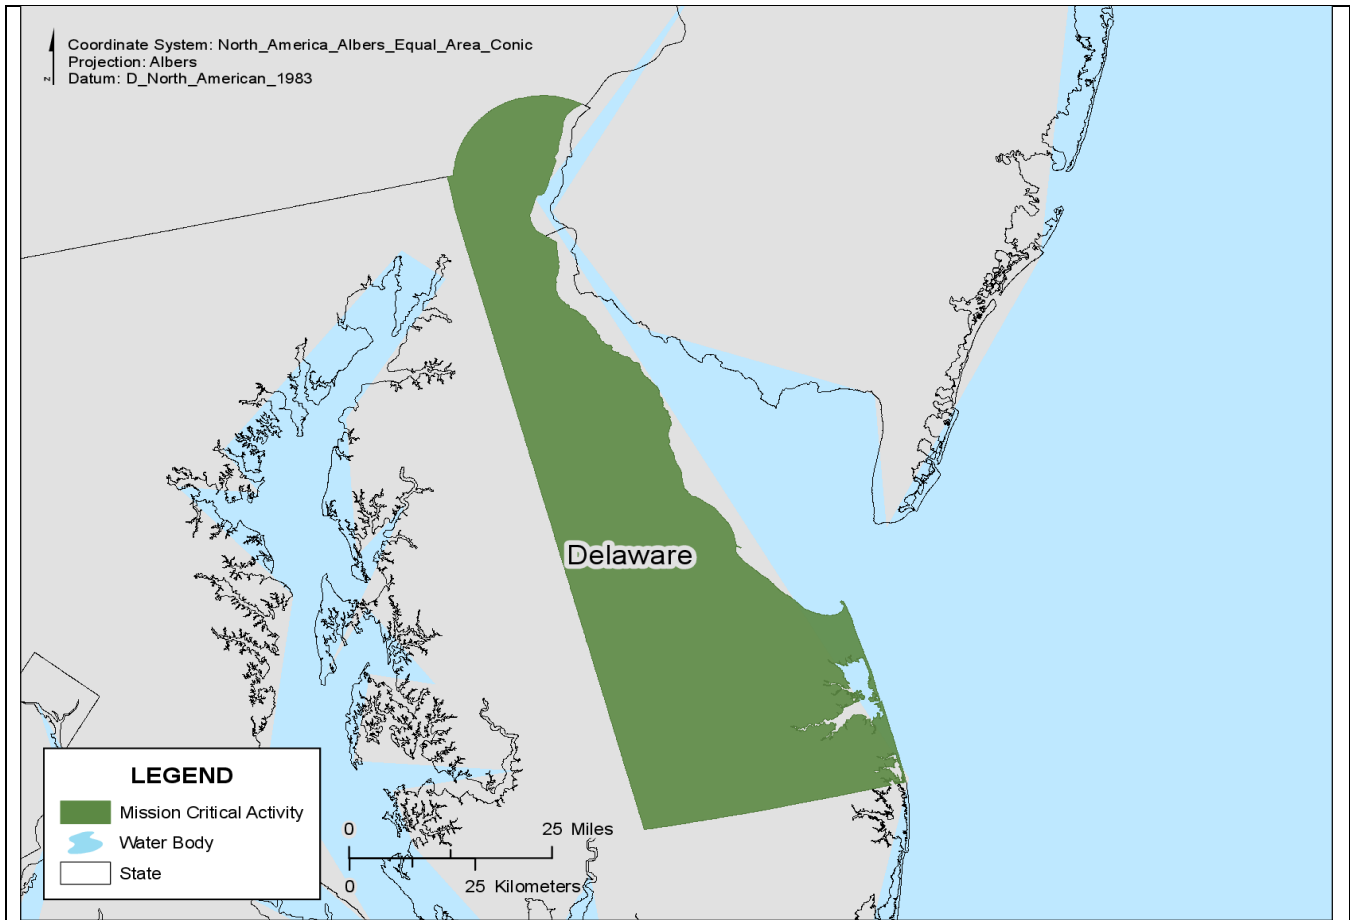 Coordinate System: North_America_Albers_Equal_Area_Conic
Projection: Albers
Datum: D_North_American_1983
N
Delaware
LEGEND
Mission Critical Activity
Water Body
State
0 25 Miles
0 25 Kilometers